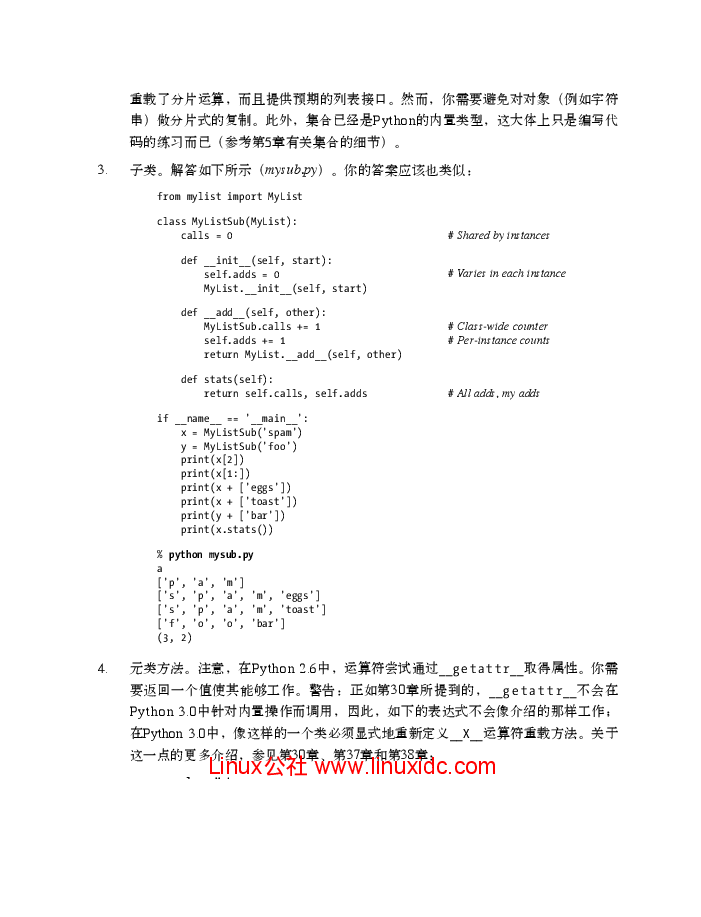 重载了分片运算，而且提供预期的列表接口。然而，你需要避免对对象（例如字符
串）做分片式的复制。此外，集合已经是Python的内置类型，这大体上只是编写代
码的练习而已（参考第5章有关集合的细节）。
3. 子类。解答如下所示（mysub.py）。你的答案应该也类似：
from mylist import MyList
class MyListSub(MyList):
calls = 0 # Shared by instances
def __init__(self, start):
self.adds = 0 # Varies in each instance
MyList.__init__(self, start)
def __add__(self, other):
MyListSub.calls += 1 # Class-wide counter
self.adds += 1 # Per-instance counts
return MyList.__add__(self, other)
def stats(self):
return self.calls, self.adds # All adds, my adds
if __name__ == '__main__':
x = MyListSub('spam')
y = MyListSub('foo')
print(x[2])
print(x[1:])
print(x + ['eggs'])
print(x + ['toast'])
print(y + ['bar'])
print(x.stats())
% python mysub.py
a
['p', 'a', 'm']
['s', 'p', 'a', 'm', 'eggs']
['s', 'p', 'a', 'm', 'toast']
['f', 'o', 'o', 'bar']
(3, 2)
4. 元类方法。注意，在Python 2.6中，运算符尝试通过__getattr__取得属性。你需
要返回一个值使其能够工作。警告：正如第30章所提到的，__getattr__不会在
Python 3.0中针对内置操作而调用，因此，如下的表达式不会像介绍的那样工作；
在Python 3.0中，像这样的一个类必须显式地重新定义__X__运算符重载方法。关于
这一点的更多介绍，参见第30章、第37章和第38章：
Linux公社 www.linuxidc.com